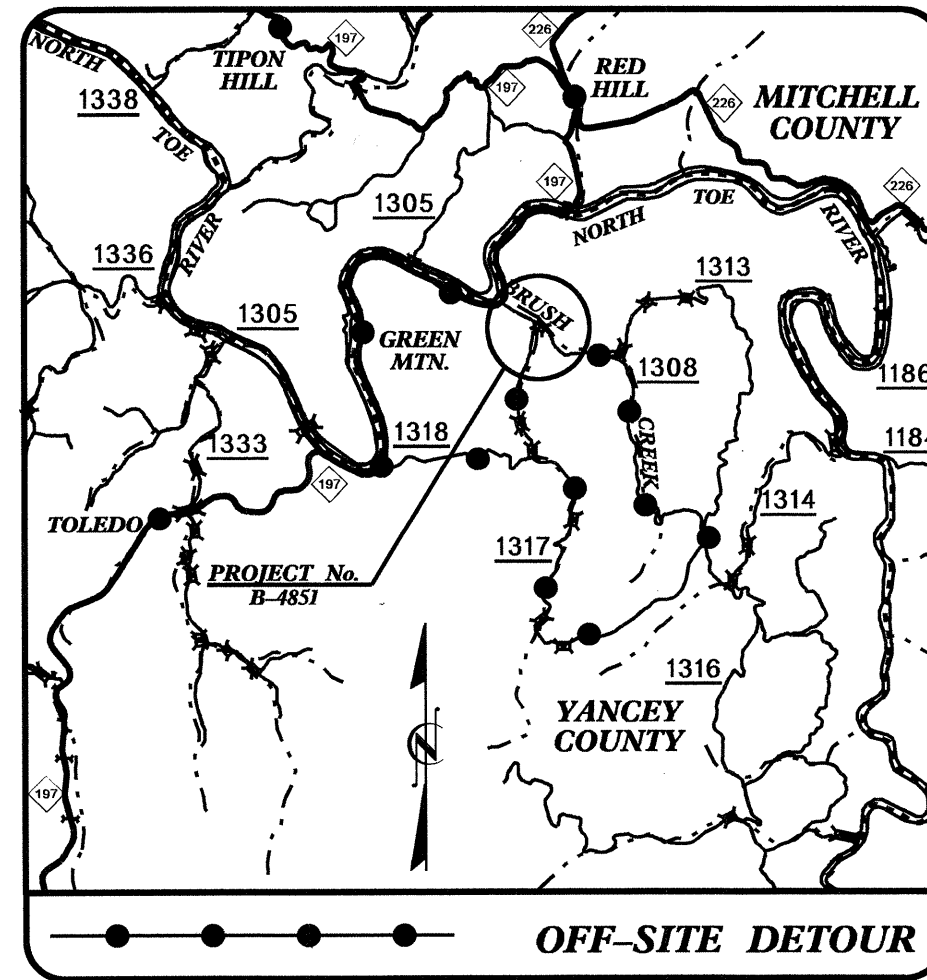 NORTH
197
TIPON
HILL
226
RED
HILL
1338
197
226
MITCHELL
COUNTY
TOE
1305
197
TOE
226
RIVER
NORTH
RIVER
1336
1313
1305
BRUSH
GREEN
MTN.
1308
1186
1333
1318
CREEK
1184
197
1314
TOLEDO
1317
PROJECT No.
B-4851
1316
YANCEY
COUNTY
N
197
OFF-SITE DETOUR